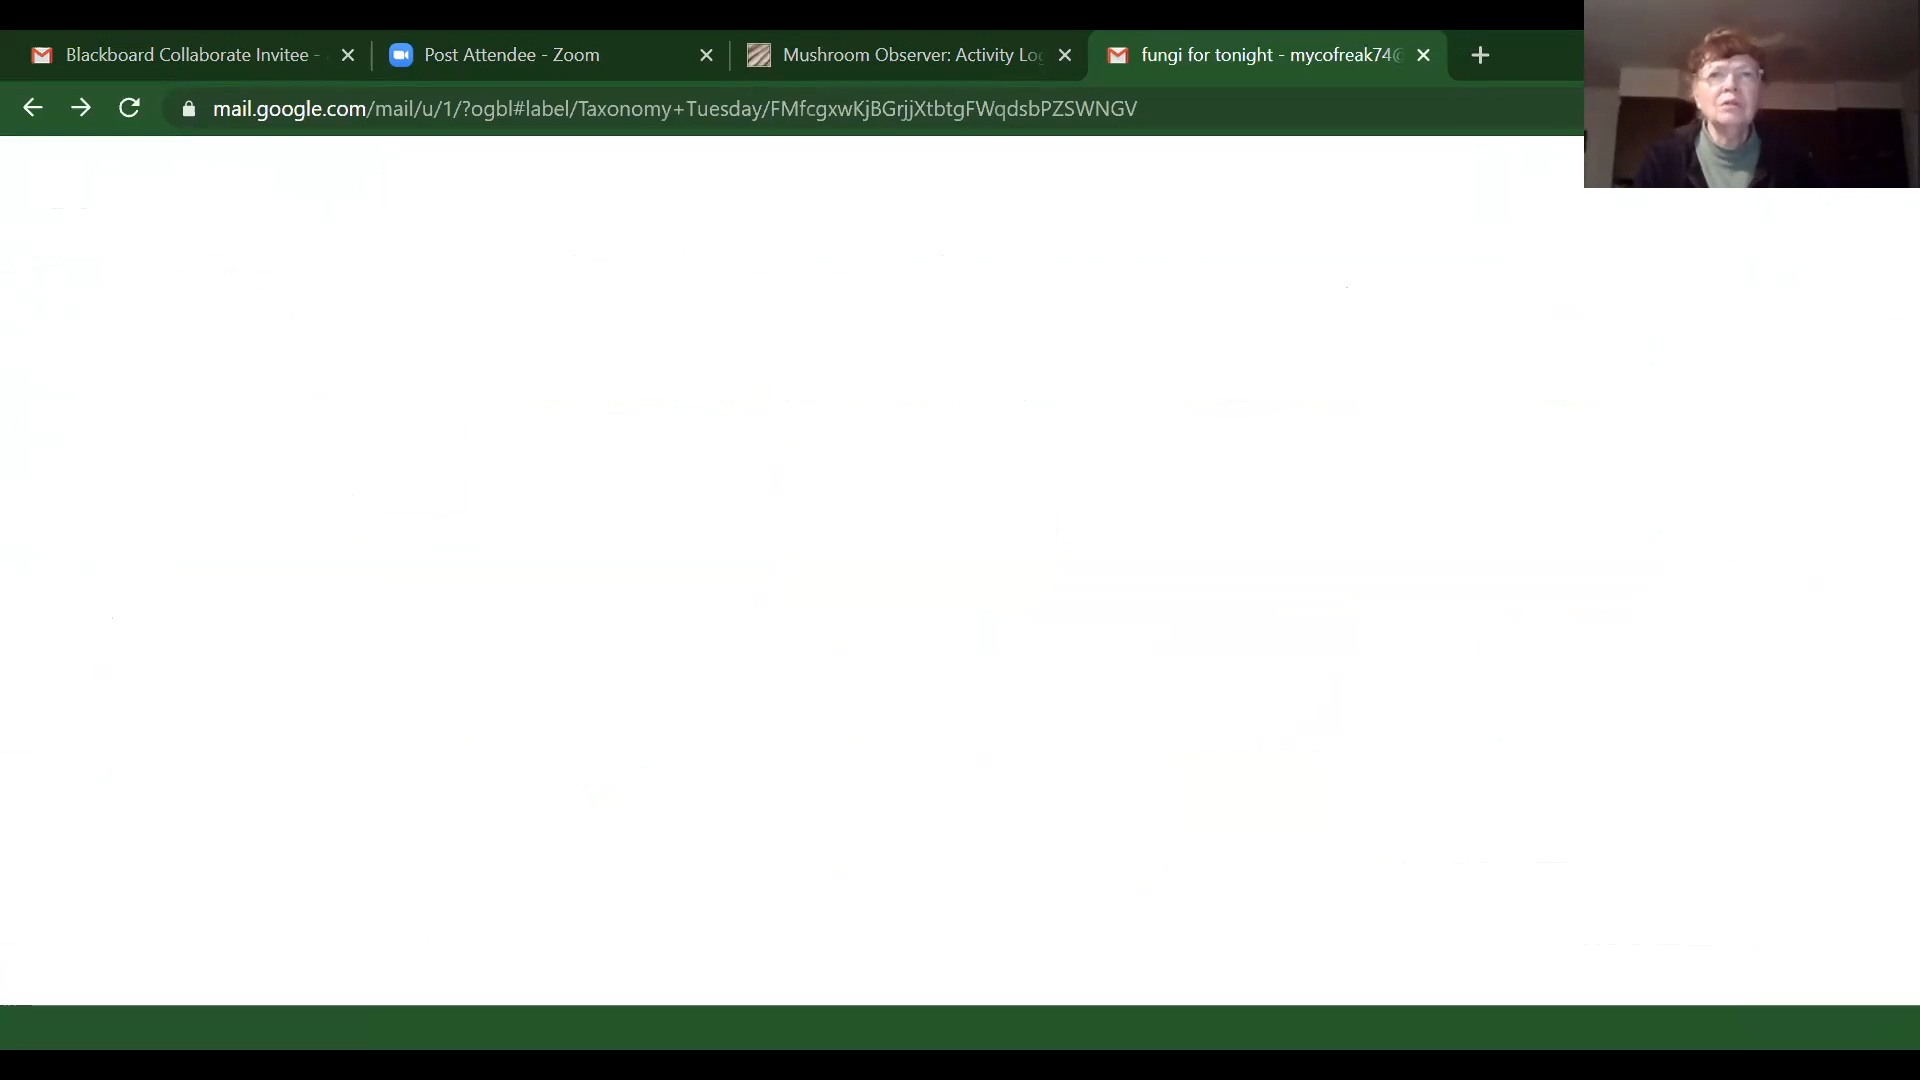 Blackboard Collaborate Invitee -
Post Attendee - Zoom
Mushroom Observer: Activity Lo
fungi for tonight - mycofreak74@
mail.google.com/mail/u/1/?ogbl#label/Taxonomy+Tuesday/FMfcgxwKjBGrjjXtbtgFWqdsbPZSWNGV